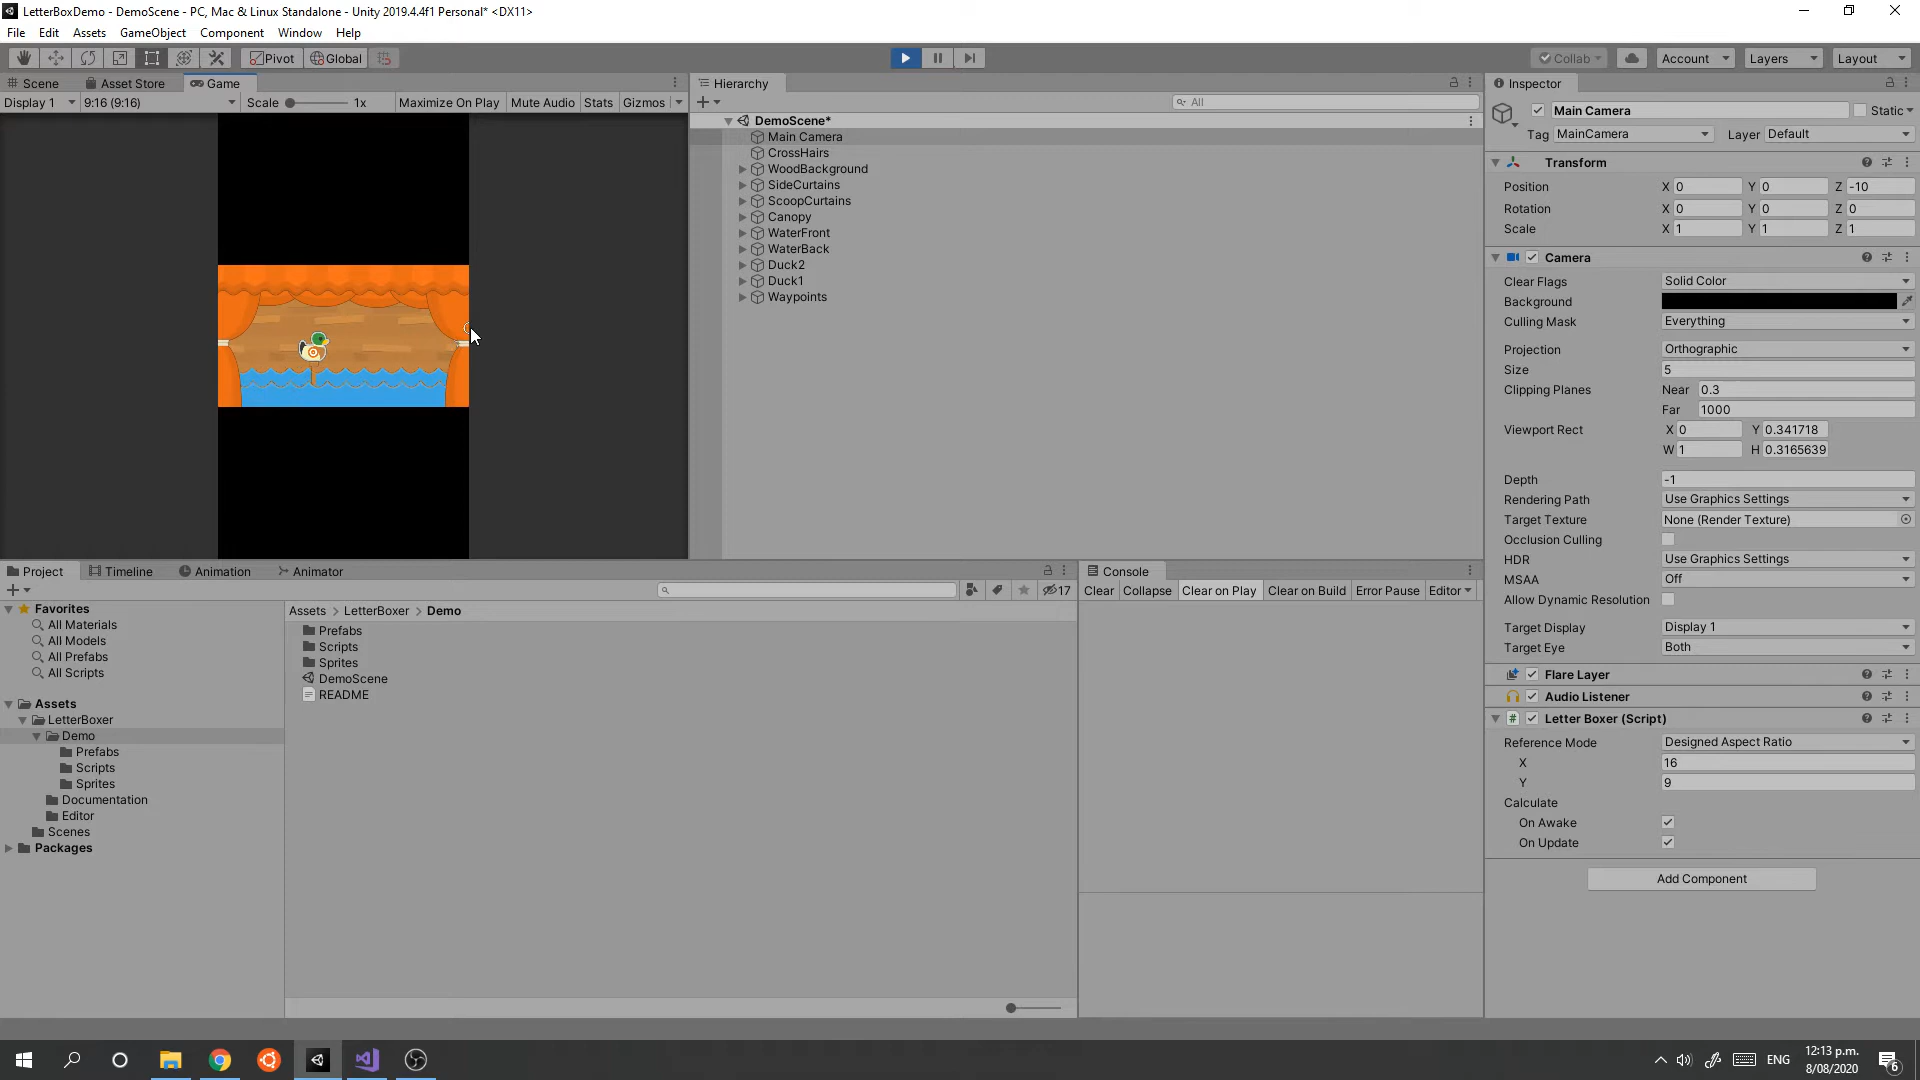 LetterBoxDemo - DemoScene - PC, Mac & Linux Standalone - Unity 2019.4.4f1 Personal* <DX11>
File Edit Assets GameObject Component Window Help
Pivot Global Collab Account Layers Layout
Scene Asset Store Game
Display 1 9:16 (9:16) Scale 1x Maximize On Play Mute Audio Stats Gizmos
Hierarchy
All
DemoScene*
Main Camera
CrossHairs
WoodBackground
SideCurtains
ScoopCurtains
Canopy
WaterFront
WaterBack
Duck2
Duck1
Waypoints
Inspector
Main Camera Static
Tag MainCamera Layer Default
Transform
Position X 0 Y 0 Z -10
Rotation X 0 Y 0 Z 0
Scale X 1 Y 1 Z 1
Camera
Clear Flags Solid Color
Background
Culling Mask Everything
Projection Orthographic
Size 5
Clipping Planes Near 0.3
Far 1000
Viewport Rect X 0 Y 0.341718
W 1 H 0.3165639
Depth -1
Rendering Path Use Graphics Settings
Target Texture None (Render Texture)
Occlusion Culling
HDR Use Graphics Settings
MSAA Off
Allow Dynamic Resolution
Target Display Display 1
Target Eye Both
Flare Layer
Audio Listener
# Letter Boxer (Script)
Reference Mode Designed Aspect Ratio
X 16
Y 9
Calculate
On Awake
On Update
Add Component
Project Timeline Animation Animator
17
Favorites
All Materials
All Models
All Prefabs
All Scripts
Assets
LetterBoxer
Demo
Prefabs
Scripts
Sprites
Documentation
Editor
Scenes
Packages
Assets > LetterBoxer > Demo
Prefabs
Scripts
Sprites
DemoScene
README
Console
Clear Collapse Clear on Play Clear on Build Error Pause Editor
ENG
12:13 p.m.
8/08/2020
6